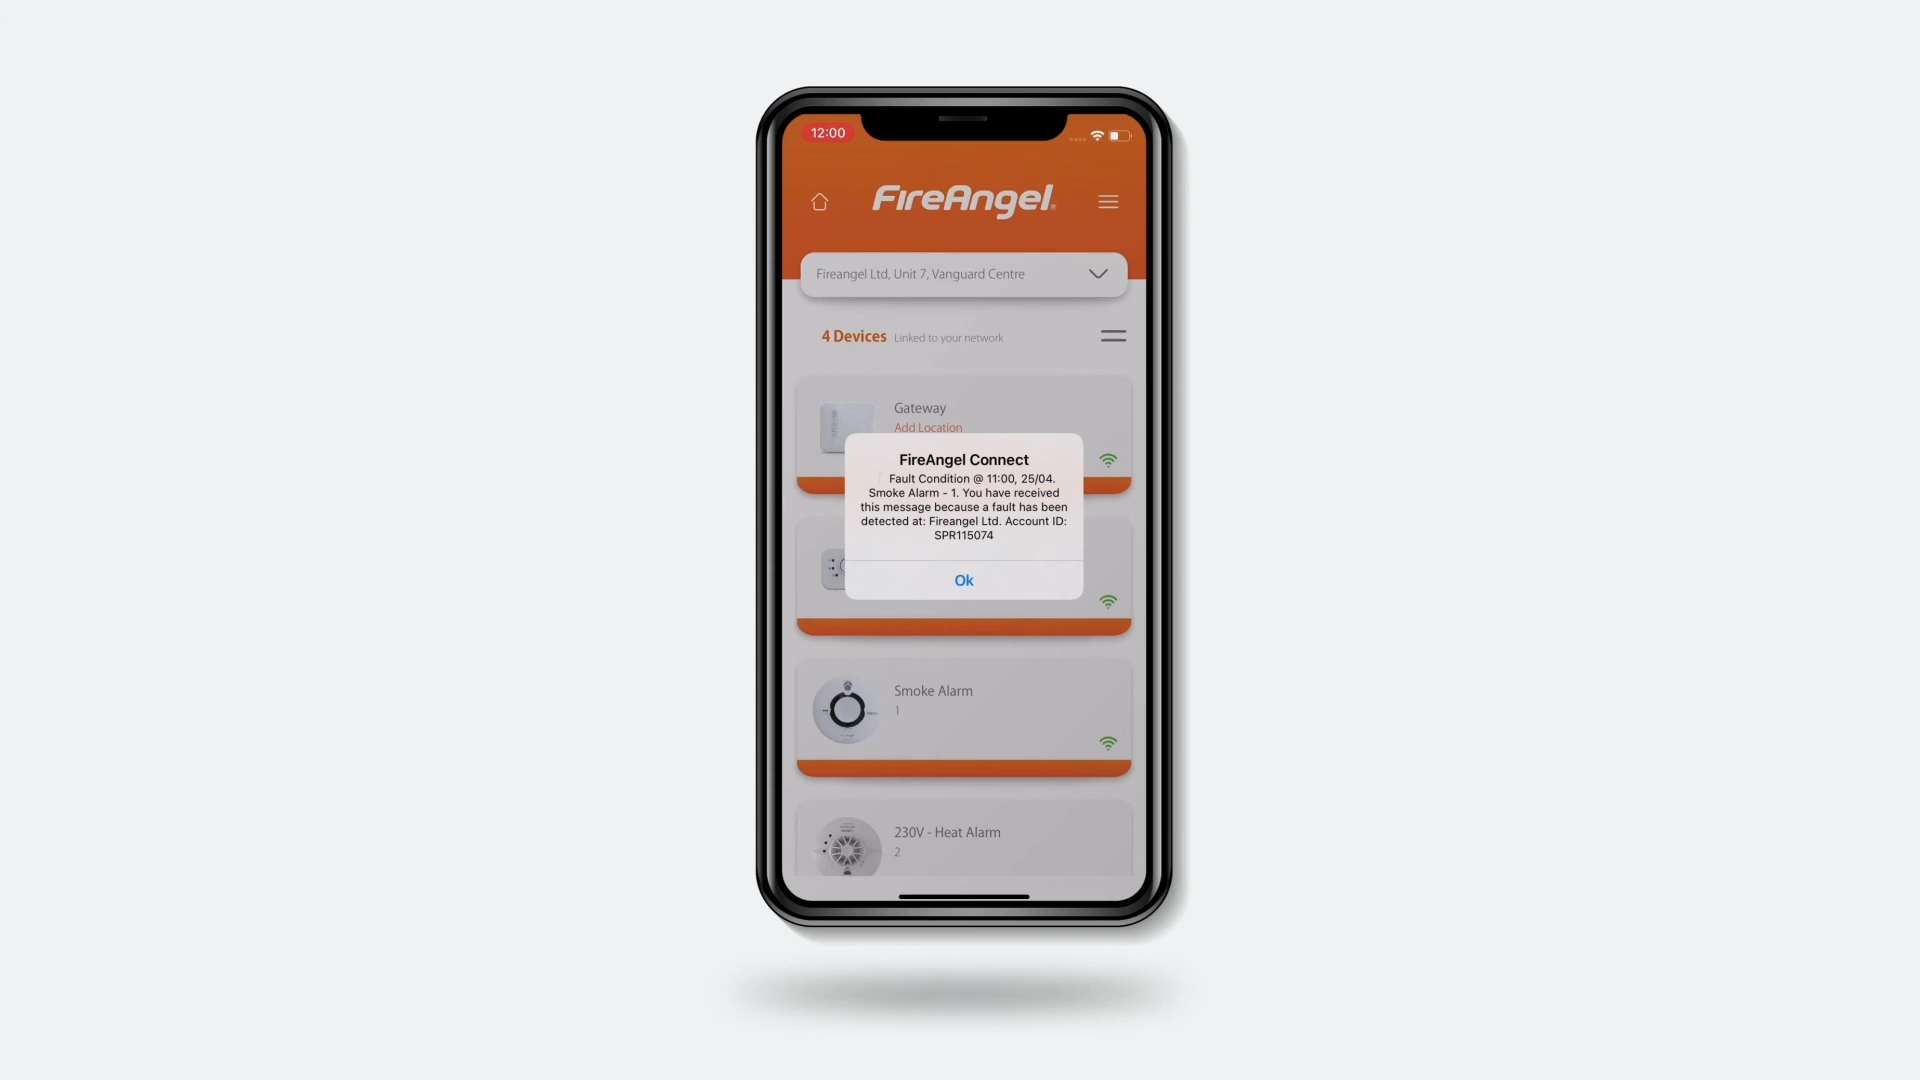 12:00
FireAngel®
Fireangel Ltd, Unit 7, Vanguard Centre
4 Devices Linked to your network
Gateway
Add Location
FireAngel Connect
Fault Condition @ 11:00, 25/04.
Smoke Alarm - 1. You have received
this message because a fault has been
detected at: Fireangel Ltd. Account ID:
SPR115074
Ok
Smoke Alarm
1
230V - Heat Alarm
2